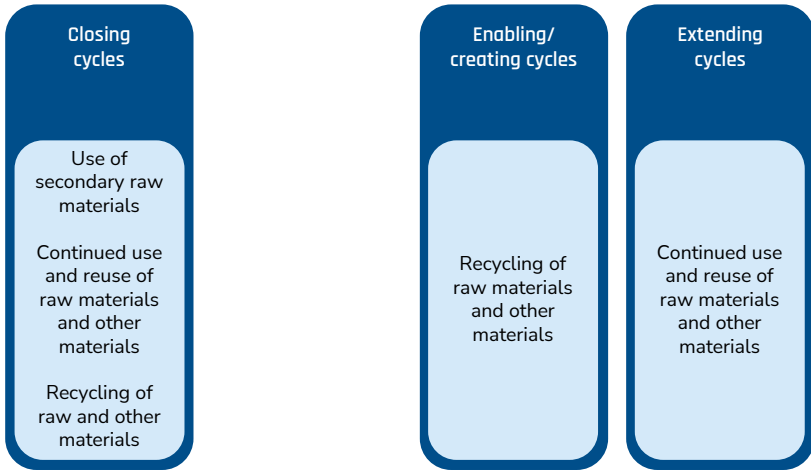 Closing
cycles
Use of
secondary raw
materials
Continued use
and reuse of
raw materials
and other
materials
Recycling of
raw and other
materials
Enabling/
creating cycles
Recycling of
raw materials
and other
materials
Extending
cycles
Continued use
and reuse of
raw materials
and other
materials